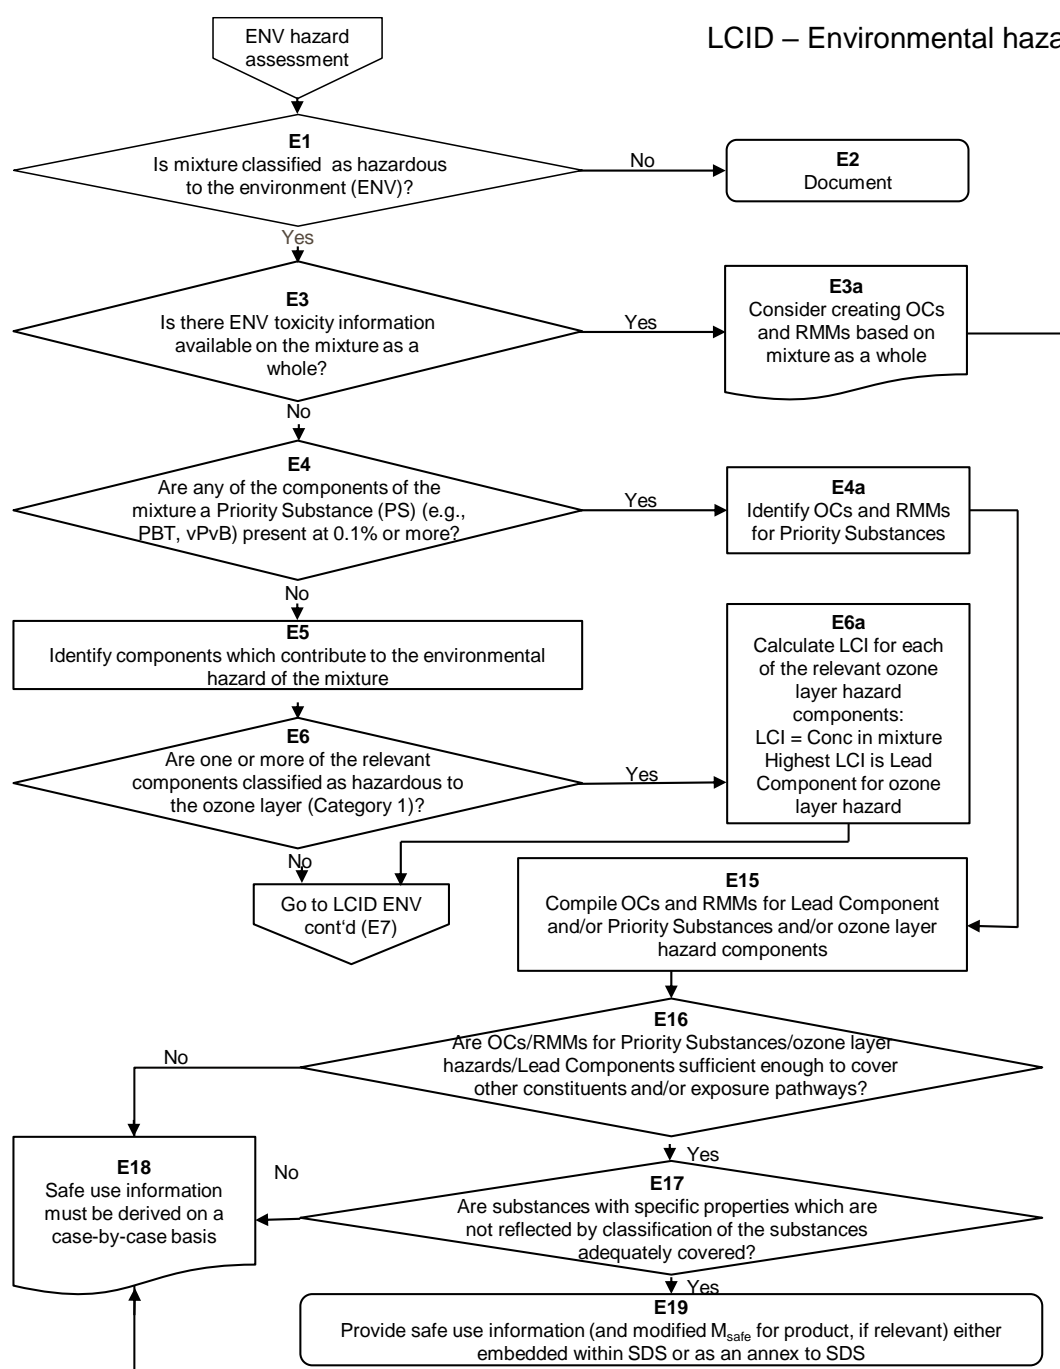 LCID – Environmental haza
ENV hazard
assessment
E1
Is mixture classified as hazardous
to the environment (ENV)?
No
E2
Document
Yes
E3
Is there ENV toxicity information
available on the mixture as a
whole?
Yes
E3a
Consider creating OCs
and RMMs based on
mixture as a whole
No
E4
Are any of the components of the
mixture a Priority Substance (PS) (e.g.,
PBT, vPvB) present at 0.1% or more?
Yes
E4a
Identify OCs and RMMs
for Priority Substances
No
E5
Identify components which contribute to the environmental
hazard of the mixture
E6
Are one or more of the relevant
components classified as hazardous to
the ozone layer (Category 1)?
Yes
E6a
Calculate LCI for each
of the relevant ozone
layer hazard
components:
LCI = Conc in mixture
Highest LCI is Lead
Component for ozone
layer hazard
No
Go to LCID ENV
cont'd (E7)
E15
Compile OCs and RMMs for Lead Component
and/or Priority Substances and/or ozone layer
hazard components
E16
Are OCs/RMMs for Priority Substances/ozone layer
hazards/Lead Components sufficient enough to cover
other constituents and/or exposure pathways?
No
Yes
E17
Are substances with specific properties which are
not reflected by classification of the substances
adequately covered?
No
E18
Safe use information
must be derived on a
case-by-case basis
Yes
E19
Provide safe use information (and modified Msafe for product, if relevant) either
embedded within SDS or as an annex to SDS